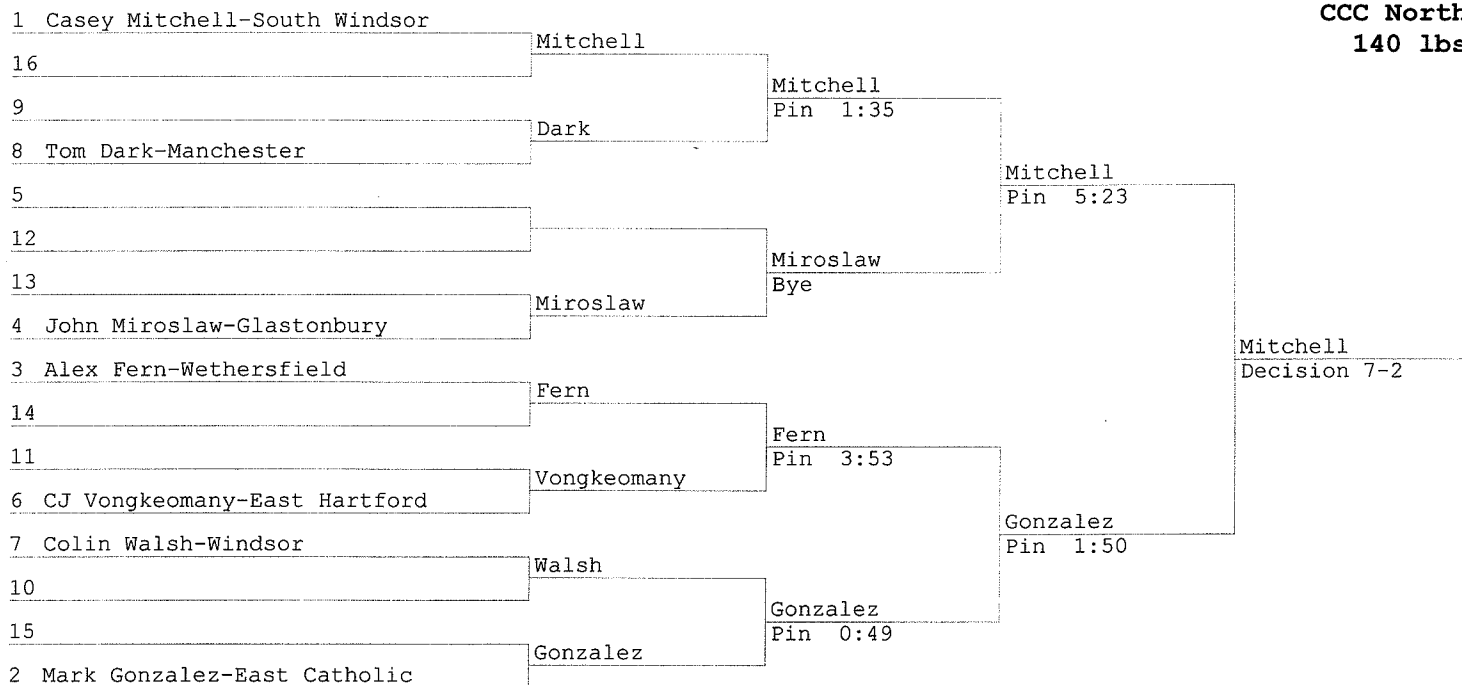 CCC North
140 lbs
1 Casey Mitchell-South Windsor
16
9
8 Tom Dark-Manchester
5
12
13
4 John Miroslaw-Glastonbury
3 Alex Fern-Wethersfield
14
11
6 CJ Vongkeomany-East Hartford
7 Colin Walsh-Windsor
10
15
2 Mark Gonzalez-East Catholic
Mitchell
Dark
Miroslaw
Fern
Vongkeomany
Walsh
Gonzalez
Mitchell
Pin 1:35
Miroslaw
Bye
Fern
Pin 3:53
Gonzalez
Pin 0:49
Mitchell
Pin 5:23
Gonzalez
Pin 1:50
Mitchell
Decision 7-2